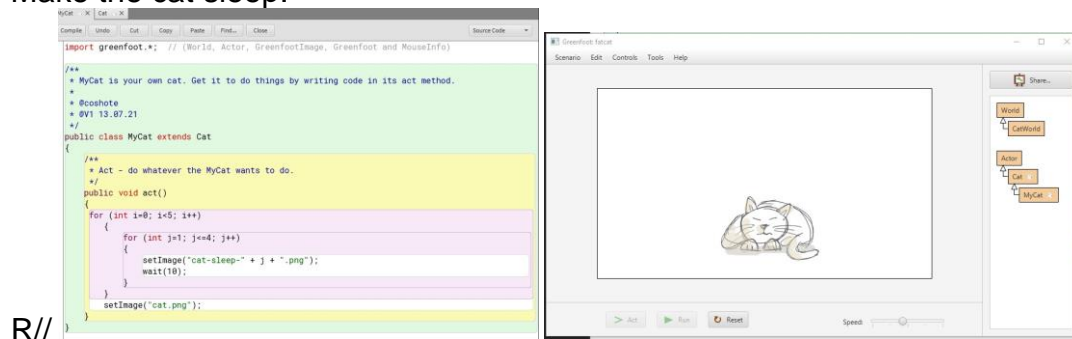 Make the cat sleep.
MyCat X Cat X
Compile Undo Cut Copy Paste Find... Close Source Code
import greenfoot.*; // (World, Actor, GreenfootImage, Greenfoot and MouseInfo)
/**
* MyCat is your own cat. Get it to do things by writing code in its act method.
*
* @coshote
* @V1 13.07.21
*/
public class MyCat extends Cat
{
/**
* Act - do whatever the MyCat wants to do.
*/
public void act()
{
for (int i=0; i<5; i++)
{
for (int j=1; j<=4; j++)
{
setImage("cat-sleep-" + j + ".png");
wait(10);
}
}
setImage("cat.png");
}
}
R//
Greenfoot: fatcat
Scenario Edit Controls Tools Help
Share...
World
CatWorld
Actor
Cat
MyCat
> Act
Run
Reset
Speed: